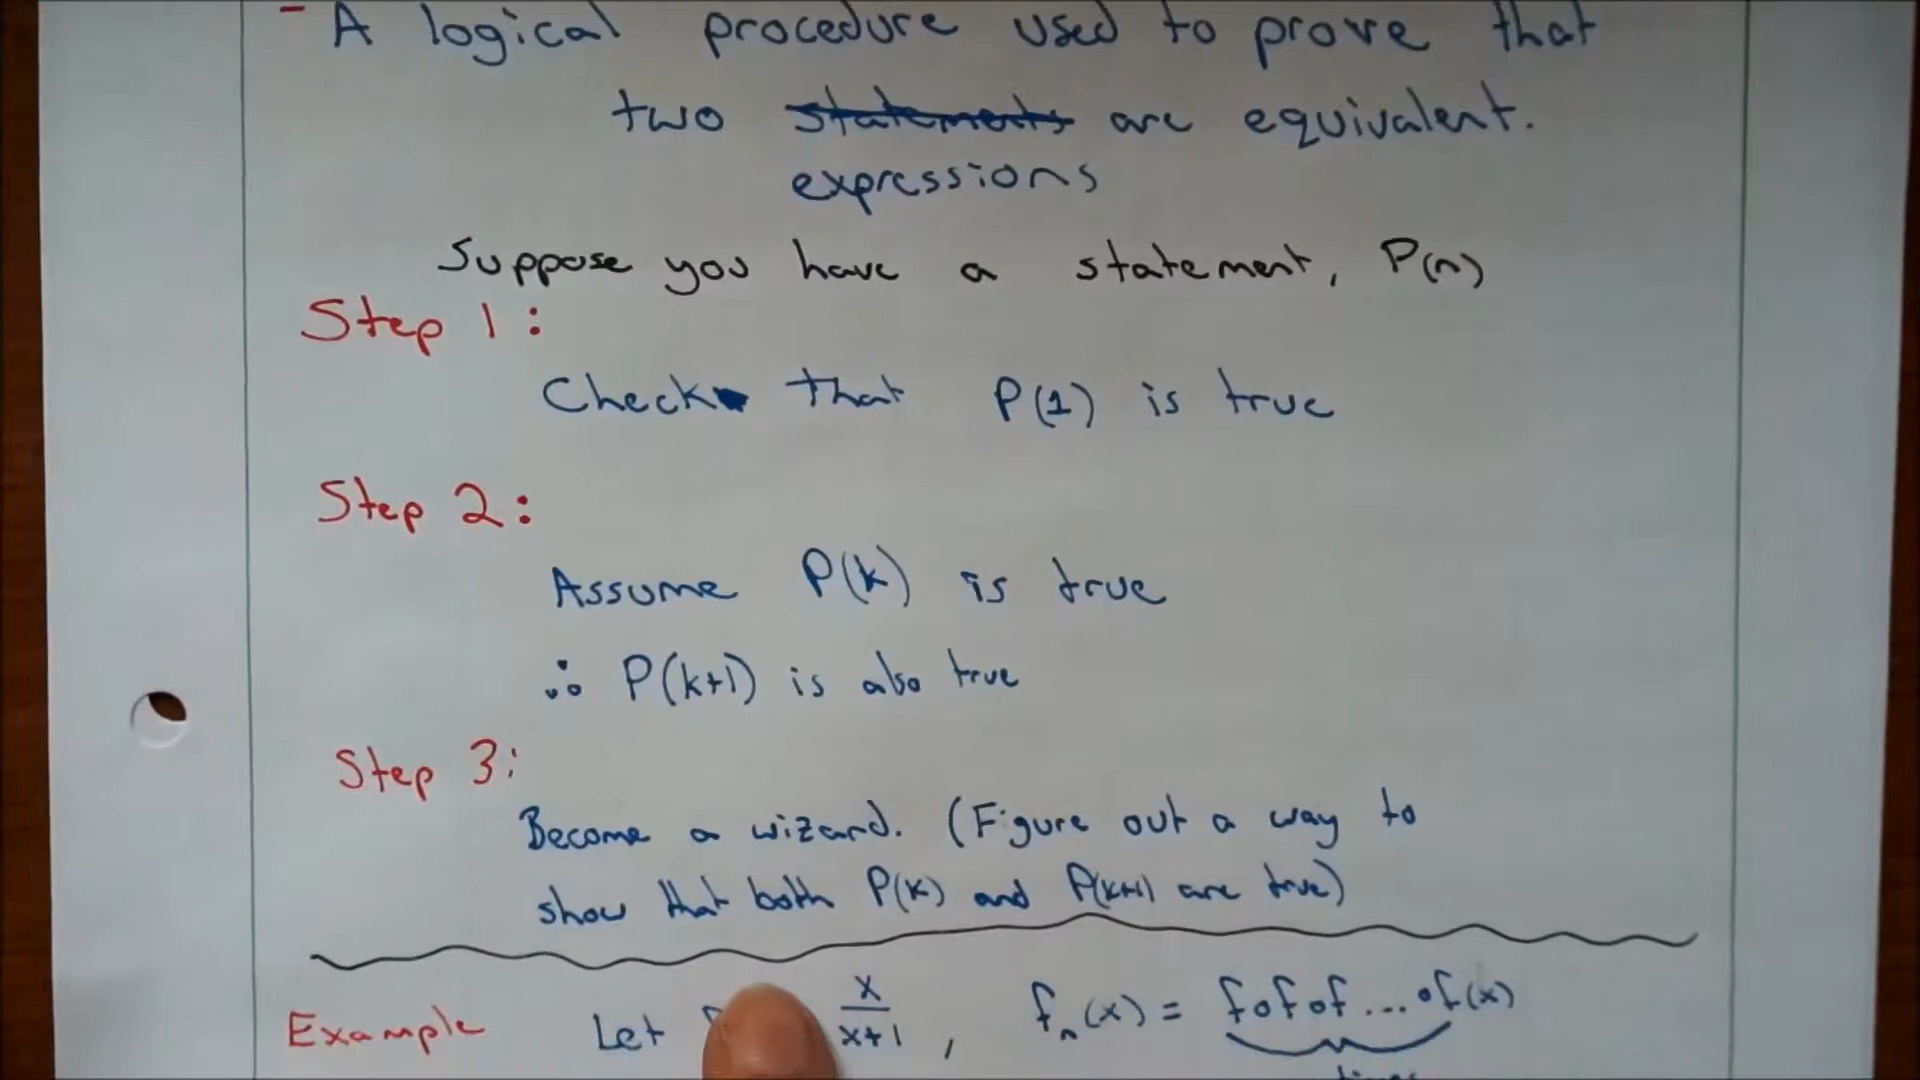 - A logical procedure used to prove that
two statements are equivalent.
expressions
Suppose you have a statement, P(n)
Step 1:
Check that P(1) is true
Step 2:
Assume P(k) is true
∴ P(k+1) is also true
Step 3:
Become a wizard. (Figure out a way to
show that both P(k) and P(k+1) are true)
Example Let x/x+1 , fₙ(x) = f∘f∘f...∘f(x)